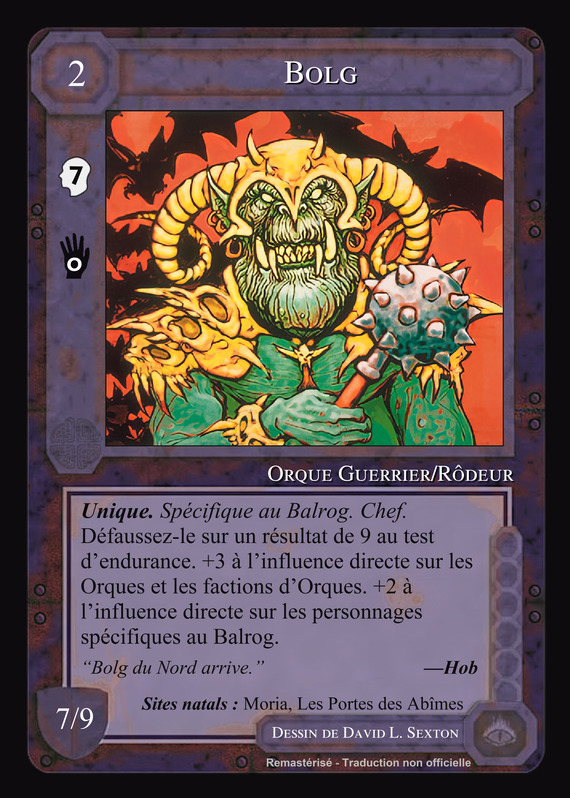 2
Bolg
7
0
Orque Guerrier/Rôdeur
Unique. Spécifique au Balrog. Chef.
Défaussez-le sur un résultat de 9 au test
d’endurance. +3 à l’influence directe sur les
Orques et les factions d’Orques. +2 à
l’influence directe sur les personnages
spécifiques au Balrog.
“Bolg du Nord arrive.” —Hob
Sites natals : Moria, Les Portes des Abîmes
7/9
Dessin de David L. Sexton
Remastérisé - Traduction non officielle